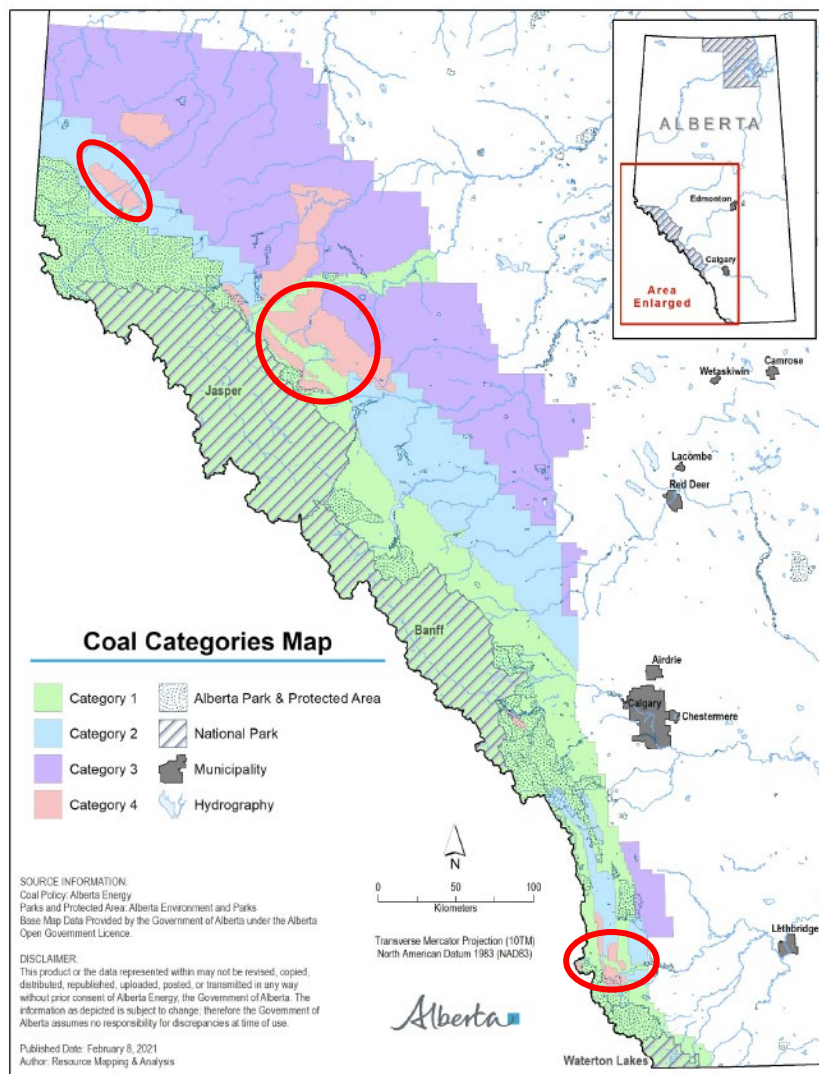 ALBERTA
Edmonton
Calgary
Area
Enlarged
Camrose
Wetaskiwin
Jasper
Lacombe
Red Deer
Banff
Coal Categories Map
Airdrie
Calgary
Chestermere
Category 1
Alberta Park & Protected Area
Category 2
National Park
Category 3
Municipality
Category 4
Hydrography
N
0 50 100
Kilometers
Lethbridge
SOURCE INFORMATION:
Coal Policy: Alberta Energy
Parks and Protected Area: Alberta Environment and Parks
Base Map Data Provided by the Government of Alberta under the Alberta
Open Government Licence.
Transverse Mercator Projection (10TM)
North American Datum 1983 (NAD83)
DISCLAIMER:
This product or the data represented within may not be revised, copied,
distributed, republished, uploaded, posted, or transmitted in any way
without prior consent of Alberta Energy, the Government of Alberta. The
information as depicted is subject to change; therefore the Government of
Alberta assumes no responsibility for discrepancies at time of use.
Alberta
Published Date: February 8, 2021
Author: Resource Mapping & Analysis
Waterton Lakes